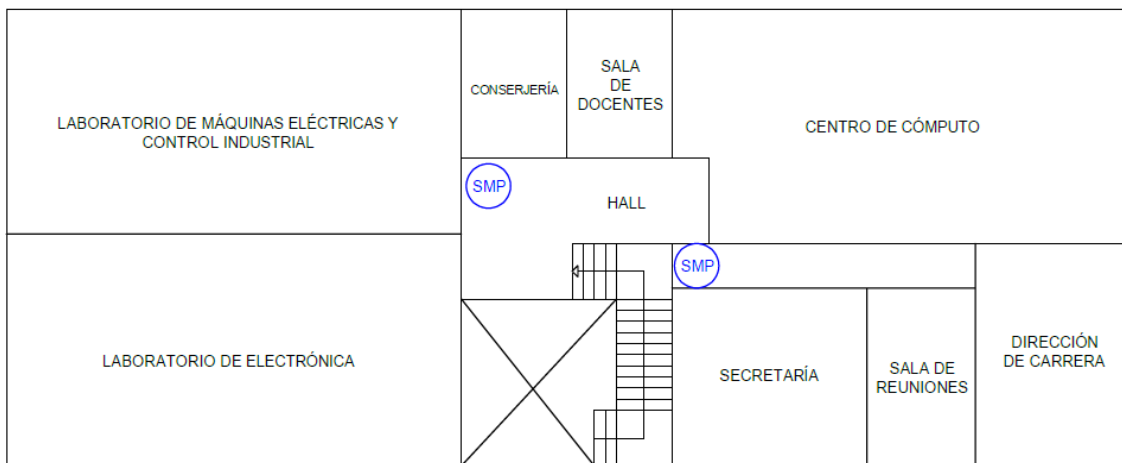 LABORATORIO DE MÁQUINAS ELÉCTRICAS Y
CONTROL INDUSTRIAL
CONSERJERÍA
SALA
DE
DOCENTES
CENTRO DE CÓMPUTO
SMP
HALL
SMP
LABORATORIO DE ELECTRÓNICA
SECRETARÍA
SALA DE
REUNIONES
DIRECCIÓN
DE CARRERA